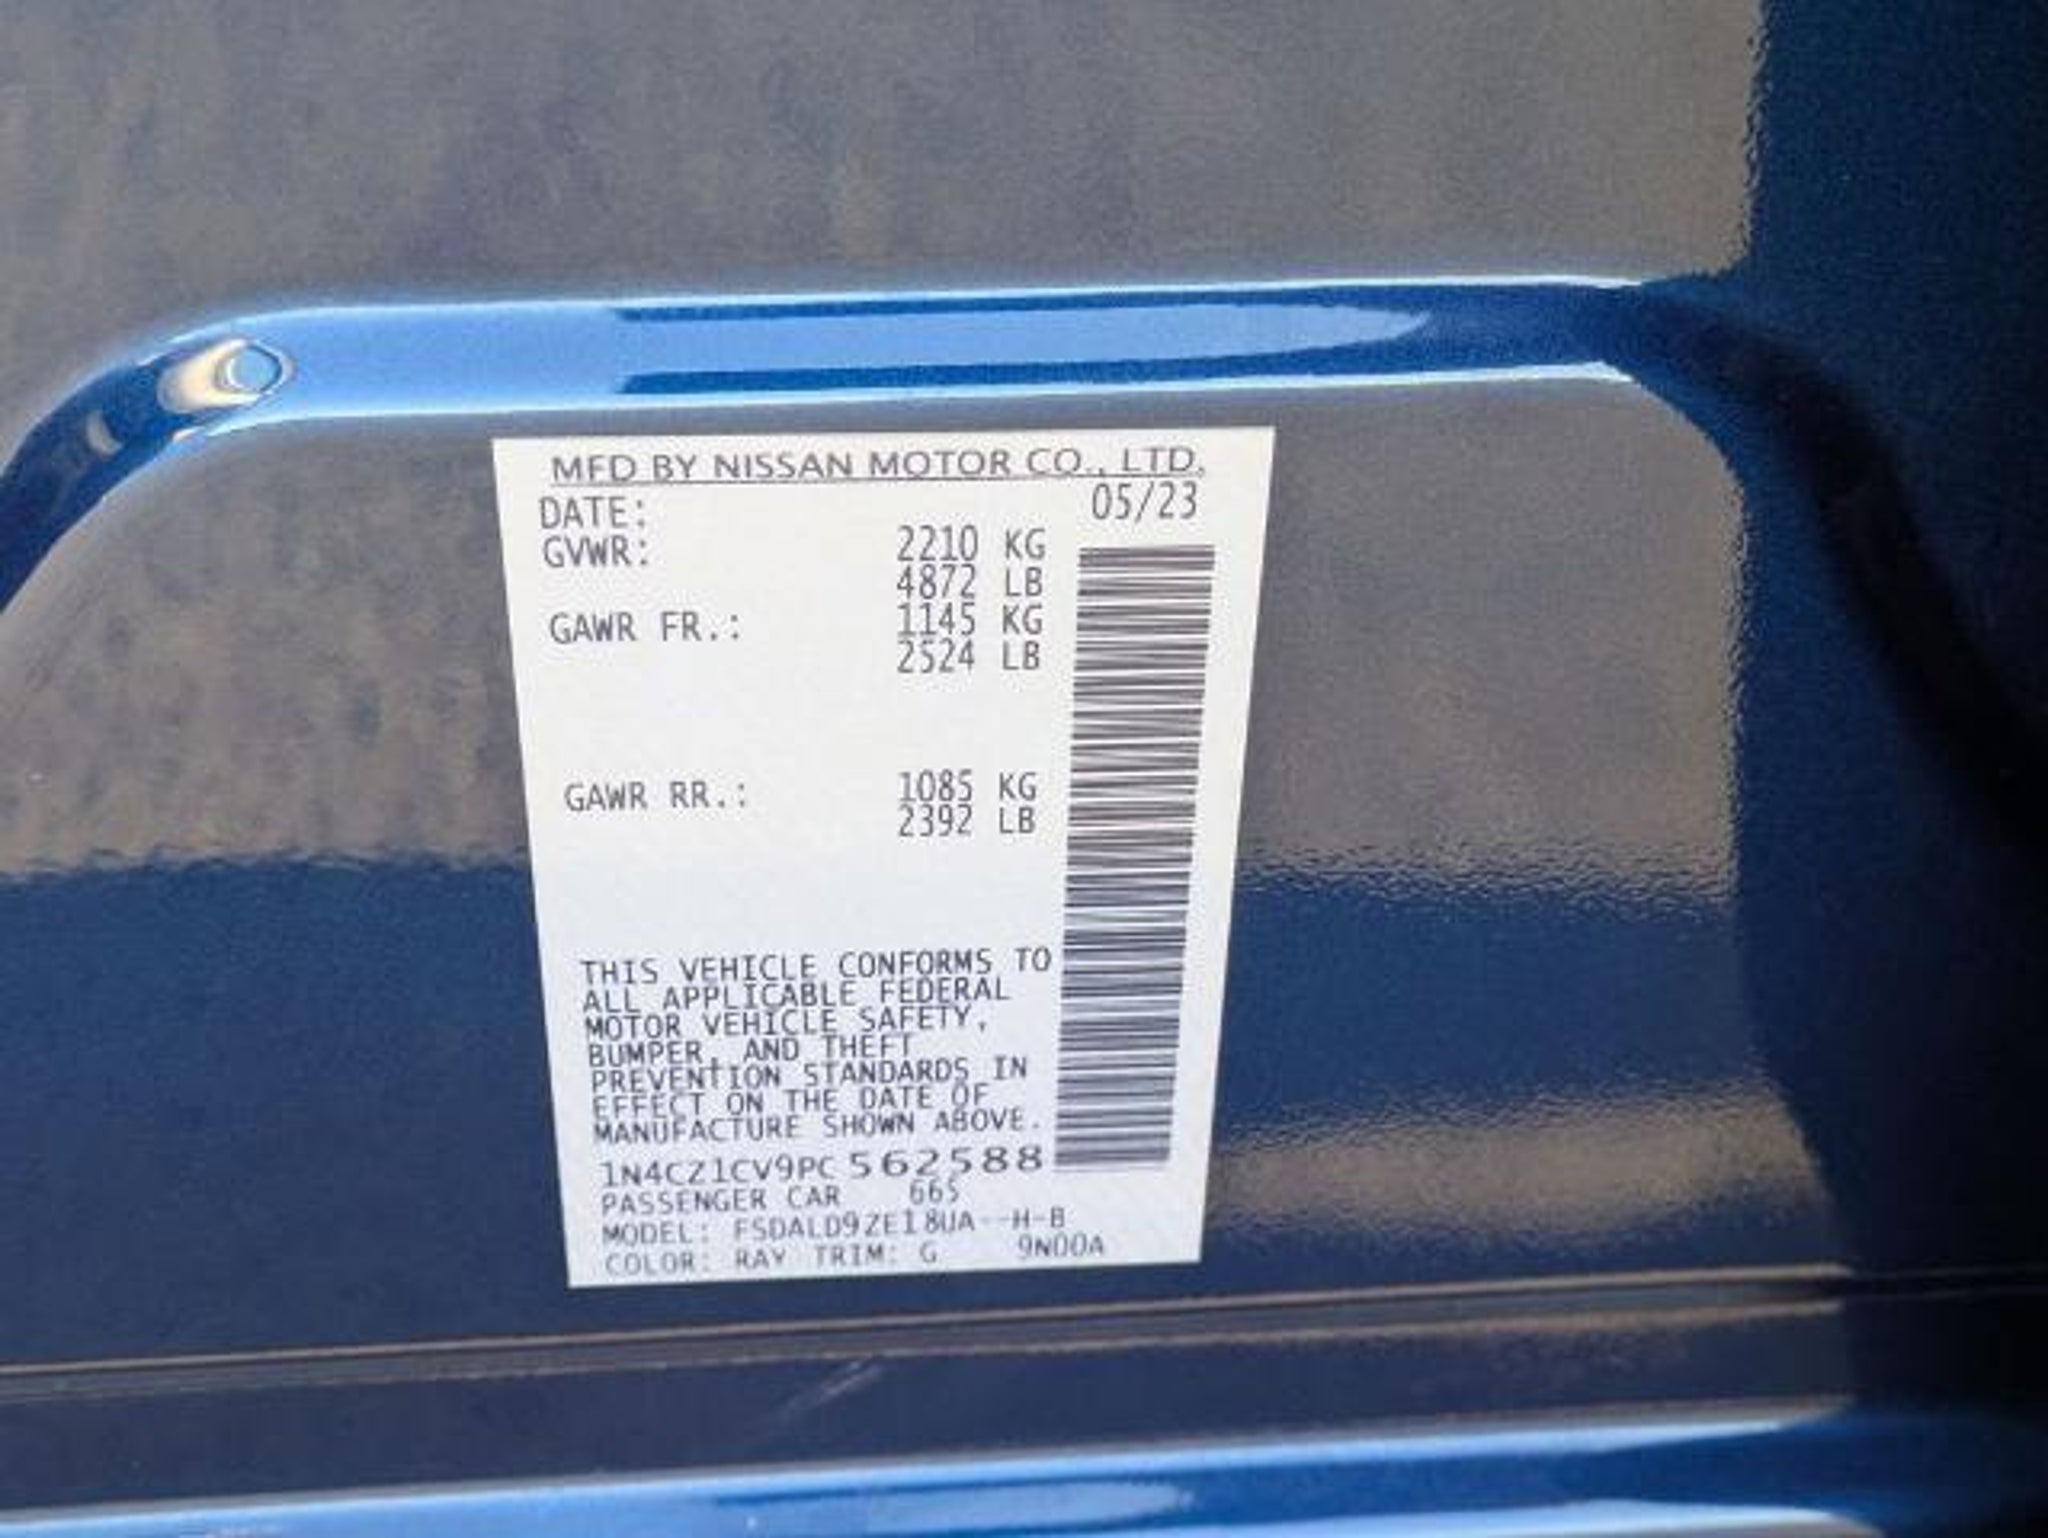 MFD BY NISSAN MOTOR CO., LTD.
DATE: 05/23
GVWR: 2210 KG
4872 LB
GAWR FR.: 1145 KG
2524 LB
GAWR RR.: 1085 KG
2392 LB
THIS VEHICLE CONFORMS TO
ALL APPLICABLE FEDERAL
MOTOR VEHICLE SAFETY,
BUMPER, AND THEFT
PREVENTION STANDARDS IN
EFFECT ON THE DATE OF
MANUFACTURE SHOWN ABOVE.
1N4CZ1CV9PC562588
PASSENGER CAR 665
MODEL: FSDALD9ZE18UA--H-B
COLOR: RAY TRIM: G 9N00A